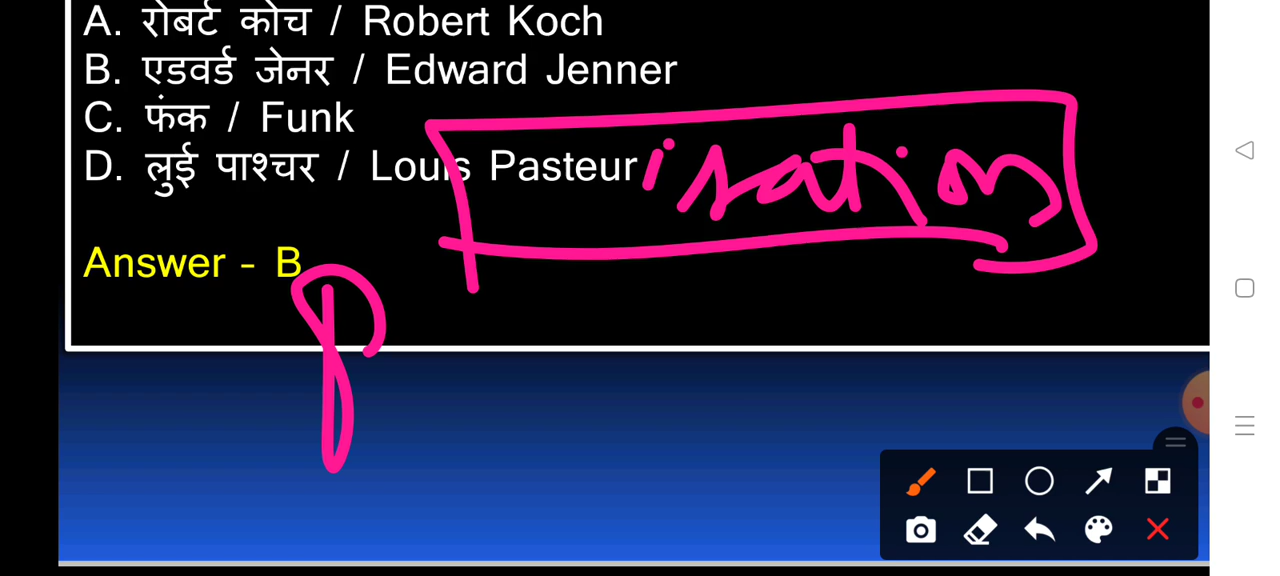 A. रोबर्ट कोच / Robert Koch
B. एडवर्ड जेनर / Edward Jenner
C. फंक / Funk
D. लुई पाश्चर / Louis Pasteur isation
Answer - B